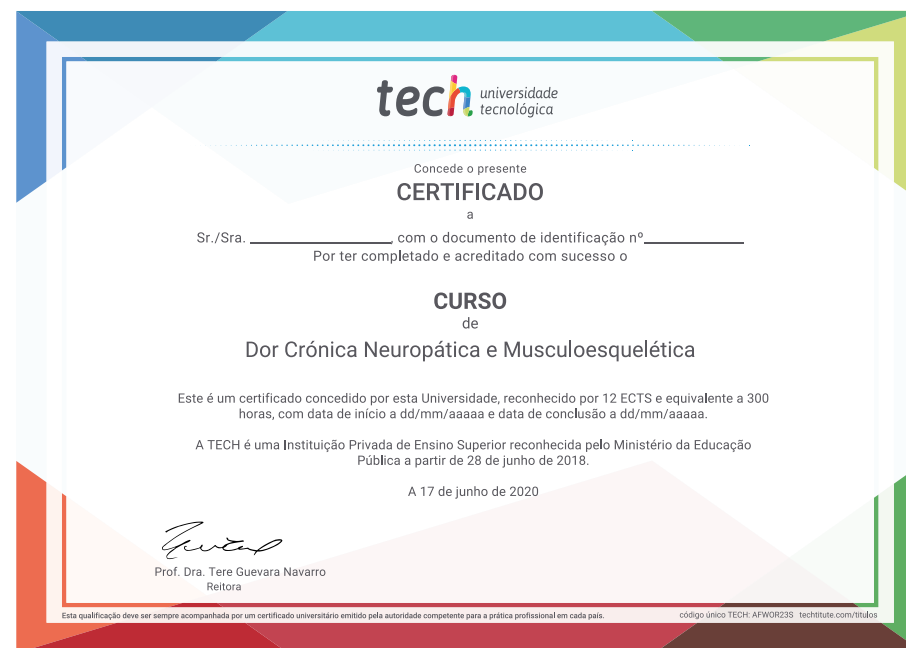 tech universidade
tecnológica
Concede o presente
CERTIFICADO
a
Sr./Sra. ________________, com o documento de identificação nº____________
Por ter completado e acreditado com sucesso o
CURSO
de
Dor Crónica Neuropática e Musculoesquelética
Este é um certificado concedido por esta Universidade, reconhecido por 12 ECTS e equivalente a 300
horas, com data de início a dd/mm/aaaaa e data de conclusão a dd/mm/aaaaa.
A TECH é uma Instituição Privada de Ensino Superior reconhecida pelo Ministério da Educação
Pública a partir de 28 de junho de 2018.
A 17 de junho de 2020
Prof. Dra. Tere Guevara Navarro
Reitora
Esta qualificação deve ser sempre acompanhada por um certificado universitário emitido pela autoridade competente para a prática profissional em cada país.
código único TECH: AFWOR23S techtitute.com/titulos